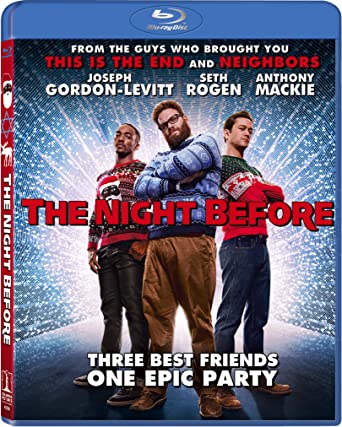 Blu-ray Disc
FROM THE GUYS WHO BROUGHT YOU
THIS IS THE END AND NEIGHBORS
JOSEPH GORDON-LEVITT
SETH ROGEN
ANTHONY MACKIE
THE NIGHT BEFORE
THREE BEST FRIENDS
ONE EPIC PARTY
THE NIGHT BEFORE